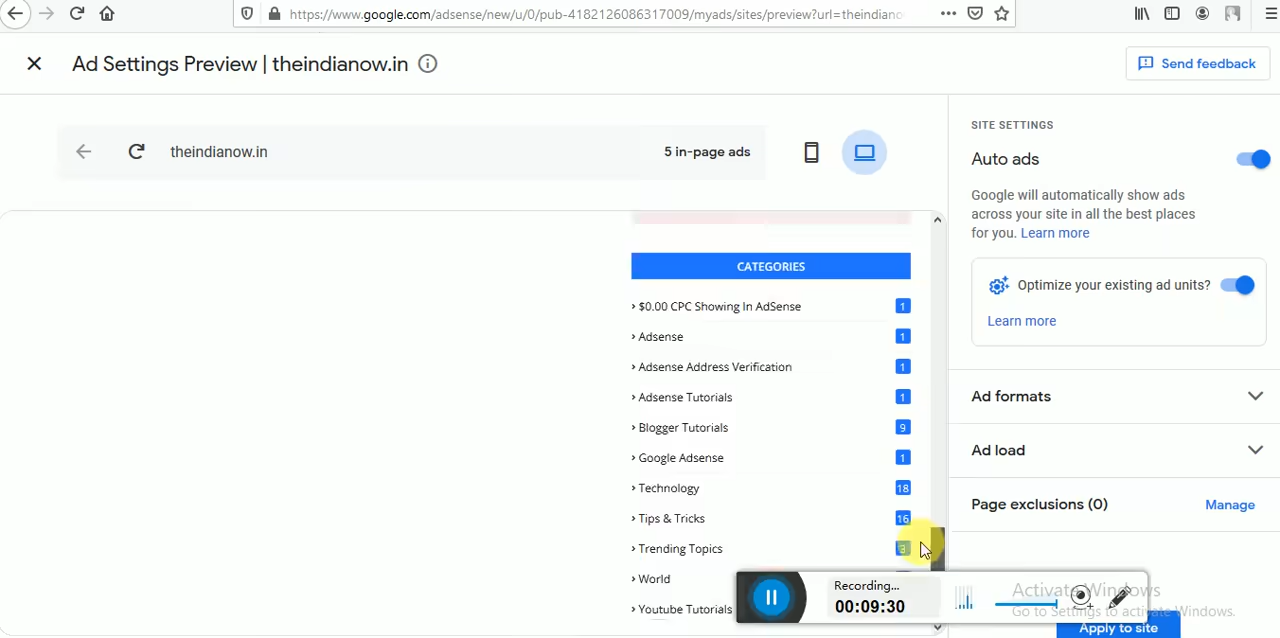 https://www.google.com/adsense/new/u/0/pub-4182126086317009/myads/sites/preview?url=theindiano
Ad Settings Preview | theindianow.in
Send feedback
theindianow.in
5 in-page ads
SITE SETTINGS
Auto ads
Google will automatically show ads
across your site in all the best places
for you. Learn more
Optimize your existing ad units?
Learn more
Ad formats
Ad load
Page exclusions (0)
Manage
CATEGORIES
› $0.00 CPC Showing In AdSense 1
› Adsense 1
› Adsense Address Verification 1
› Adsense Tutorials 1
› Blogger Tutorials 9
› Google Adsense 1
› Technology 18
› Tips & Tricks 16
› Trending Topics 3
› World
› Youtube Tutorials
Recording...
00:09:30
Activate Windows
Go to Settings to activate Windows.
Apply to site